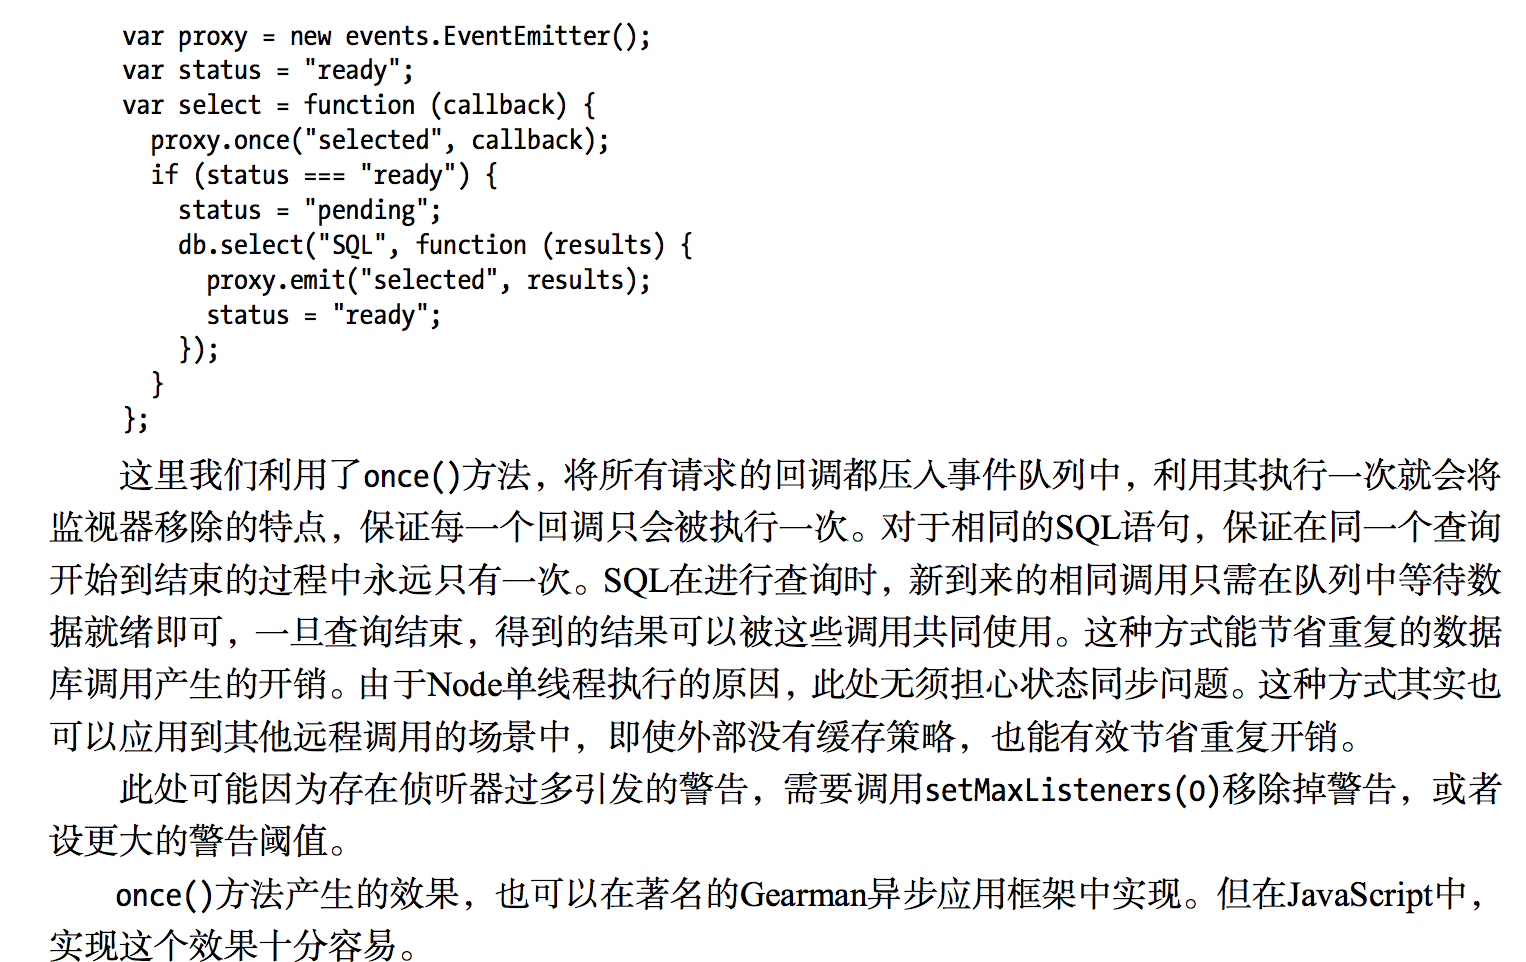 var proxy = new events.EventEmitter();
var status = "ready";
var select = function (callback) {
  proxy.once("selected", callback);
  if (status === "ready") {
    status = "pending";
    db.select("SQL", function (results) {
      proxy.emit("selected", results);
      status = "ready";
    });
  }
};
这里我们利用了once()方法，将所有请求的回调都压入事件队列中，利用其执行一次就会将
监视器移除的特点，保证每一个回调只会被执行一次。对于相同的SQL语句，保证在同一个查询
开始到结束的过程中永远只有一次。SQL在进行查询时，新到来的相同调用只需在队列中等待数
据就绪即可，一旦查询结束，得到的结果可以被这些调用共同使用。这种方式能节省重复的数据
库调用产生的开销。由于Node单线程执行的原因，此处无须担心状态同步问题。这种方式其实也
可以应用到其他远程调用的场景中，即使外部没有缓存策略，也能有效节省重复开销。
此处可能因为存在侦听器过多引发的警告，需要调用setMaxListeners(0)移除掉警告，或者
设更大的警告阈值。
once()方法产生的效果，也可以在著名的Gearman异步应用框架中实现。但在JavaScript中，
实现这个效果十分容易。